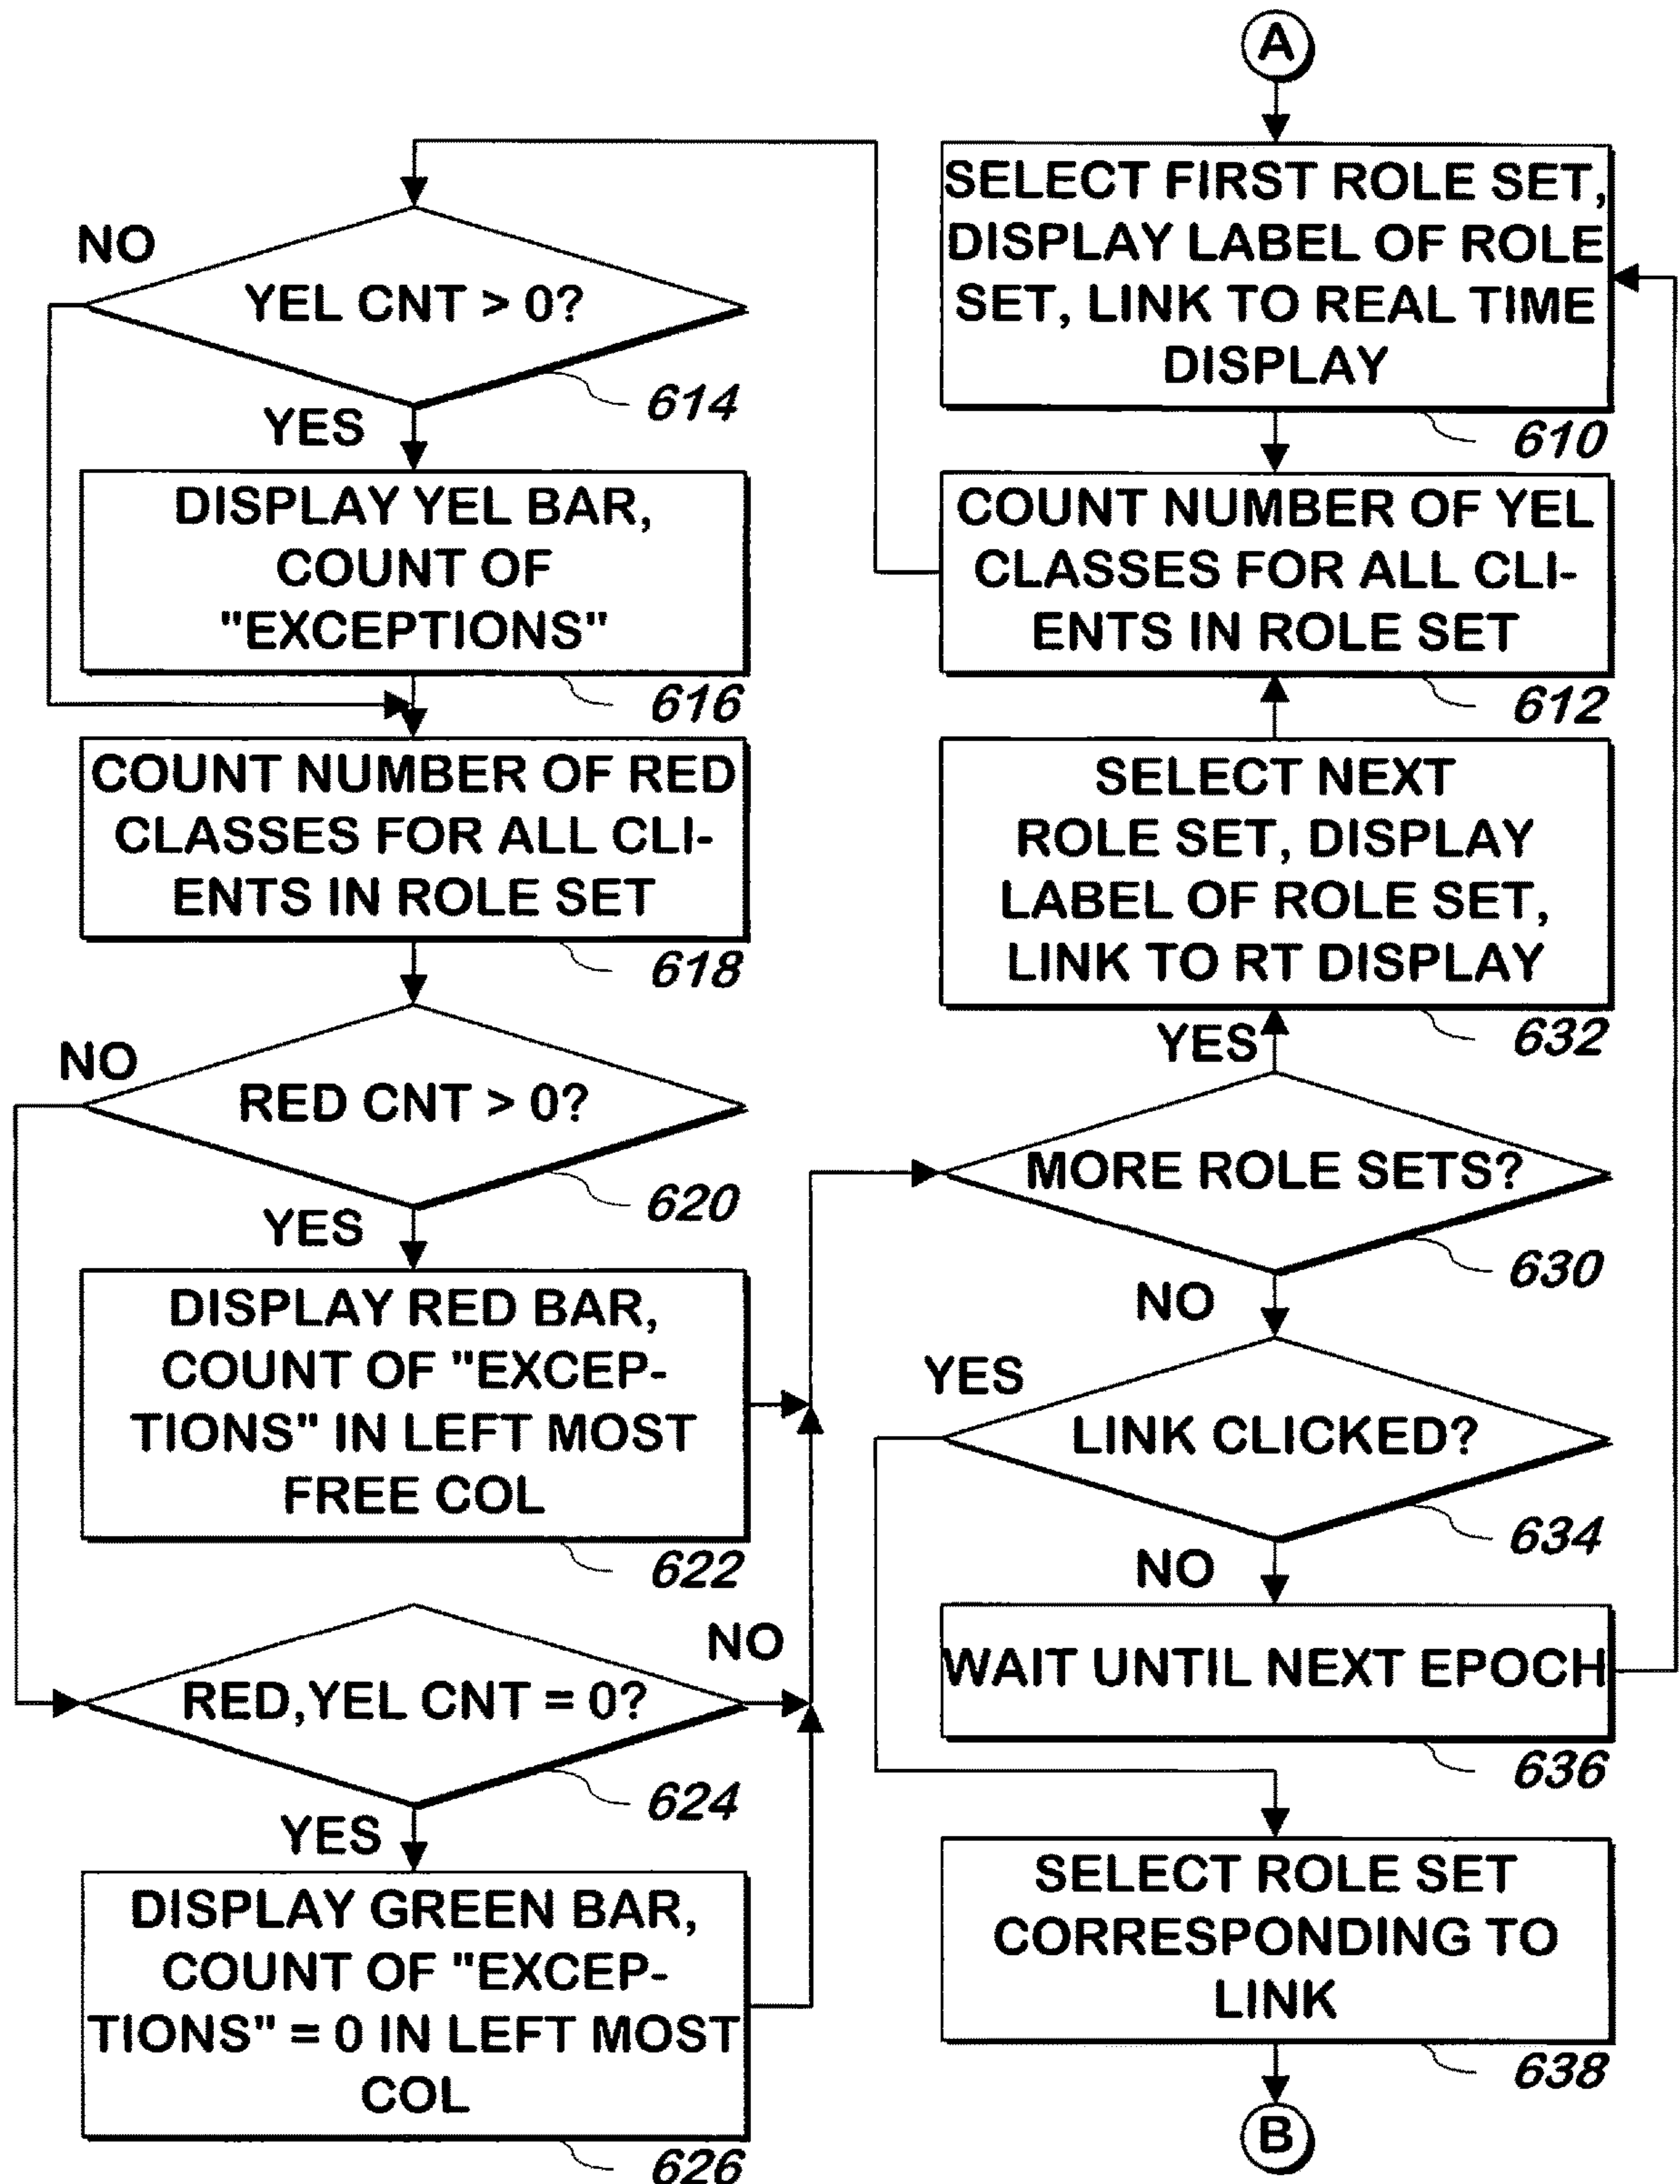 A
SELECT FIRST ROLE SET,
DISPLAY LABEL OF ROLE
SET, LINK TO REAL TIME
DISPLAY
610
COUNT NUMBER OF YEL
CLASSES FOR ALL CLI-
ENTS IN ROLE SET
612
NO
YEL CNT > 0?
614
YES
DISPLAY YEL BAR,
COUNT OF
"EXCEPTIONS"
616
COUNT NUMBER OF RED
CLASSES FOR ALL CLI-
ENTS IN ROLE SET
618
NO
RED CNT > 0?
620
YES
DISPLAY RED BAR,
COUNT OF "EXCEP-
TIONS" IN LEFT MOST
FREE COL
622
NO
RED,YEL CNT = 0?
624
YES
DISPLAY GREEN BAR,
COUNT OF "EXCEP-
TIONS" = 0 IN LEFT MOST
COL
626
SELECT NEXT
ROLE SET, DISPLAY
LABEL OF ROLE SET,
LINK TO RT DISPLAY
632
YES
MORE ROLE SETS?
630
NO
YES
LINK CLICKED?
634
NO
WAIT UNTIL NEXT EPOCH
636
SELECT ROLE SET
CORRESPONDING TO
LINK
638
B